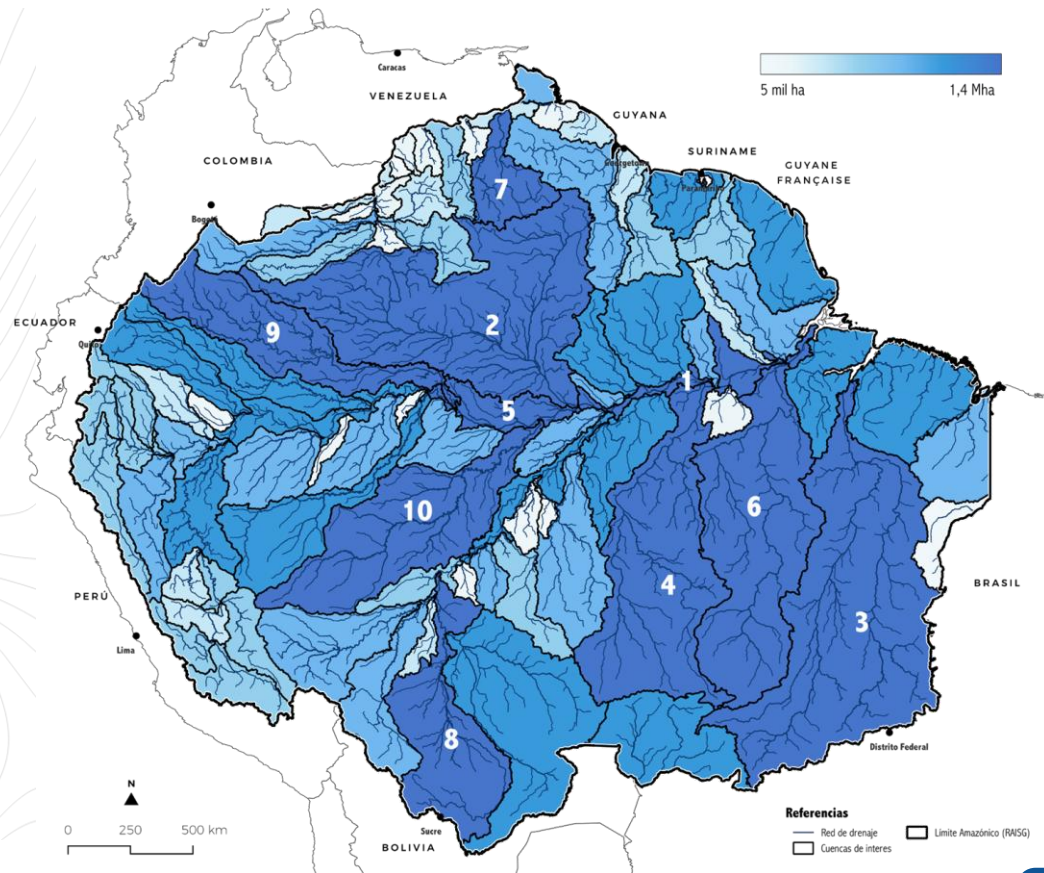 Caracas
VENEZUELA
5 mil ha
1,4 Mha
GUYANA
COLOMBIA
SURINAME
GUYANE
FRANÇAISE
Georgetown
Paramaribo
7
Bogotá
ECUADOR
Quito
9
2
1
5
10
6
4
3
BRASIL
PERÚ
Lima
8
Distrito Federal
N
0
250
500 km
Sucre
BOLIVIA
Referencias
Red de drenaje
Límite Amazónico (RAISG)
Cuencas de interes